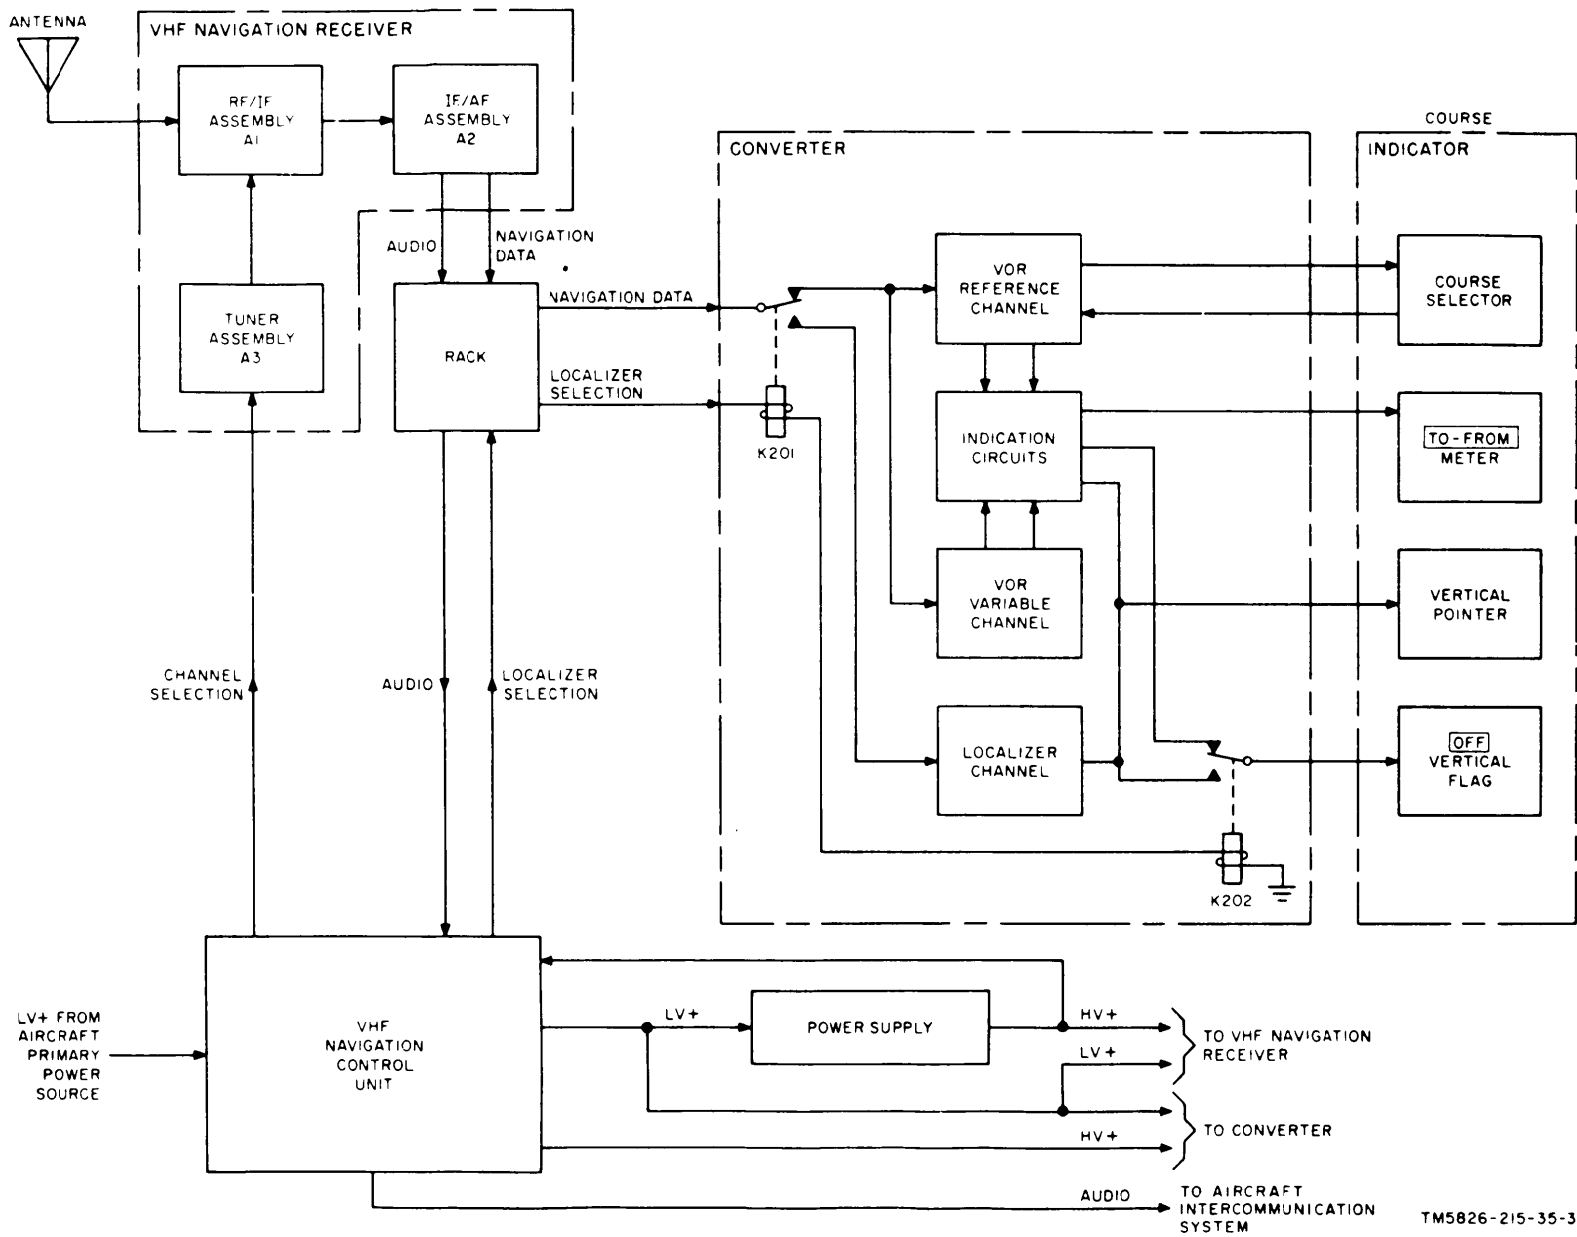 ANTENNA
VHF NAVIGATION RECEIVER
RF/IF
ASSEMBLY
A1
IF/AF
ASSEMBLY
A2
TUNER
ASSEMBLY
A3
AUDIO
NAVIGATION
DATA
RACK
NAVIGATION DATA
LOCALIZER
SELECTION
CONVERTER
K201
VOR
REFERENCE
CHANNEL
INDICATION
CIRCUITS
VOR
VARIABLE
CHANNEL
LOCALIZER
CHANNEL
K202
COURSE
INDICATOR
COURSE
SELECTOR
TO-FROM
METER
VERTICAL
POINTER
OFF
VERTICAL
FLAG
CHANNEL
SELECTION
AUDIO
LOCALIZER
SELECTION
LV+ FROM
AIRCRAFT
PRIMARY
POWER
SOURCE
VHF
NAVIGATION
CONTROL
UNIT
LV+
POWER SUPPLY
HV+
LV+
TO VHF NAVIGATION
RECEIVER
HV+
TO CONVERTER
AUDIO
TO AIRCRAFT
INTERCOMMUNICATION
SYSTEM
TM5826-215-35-3